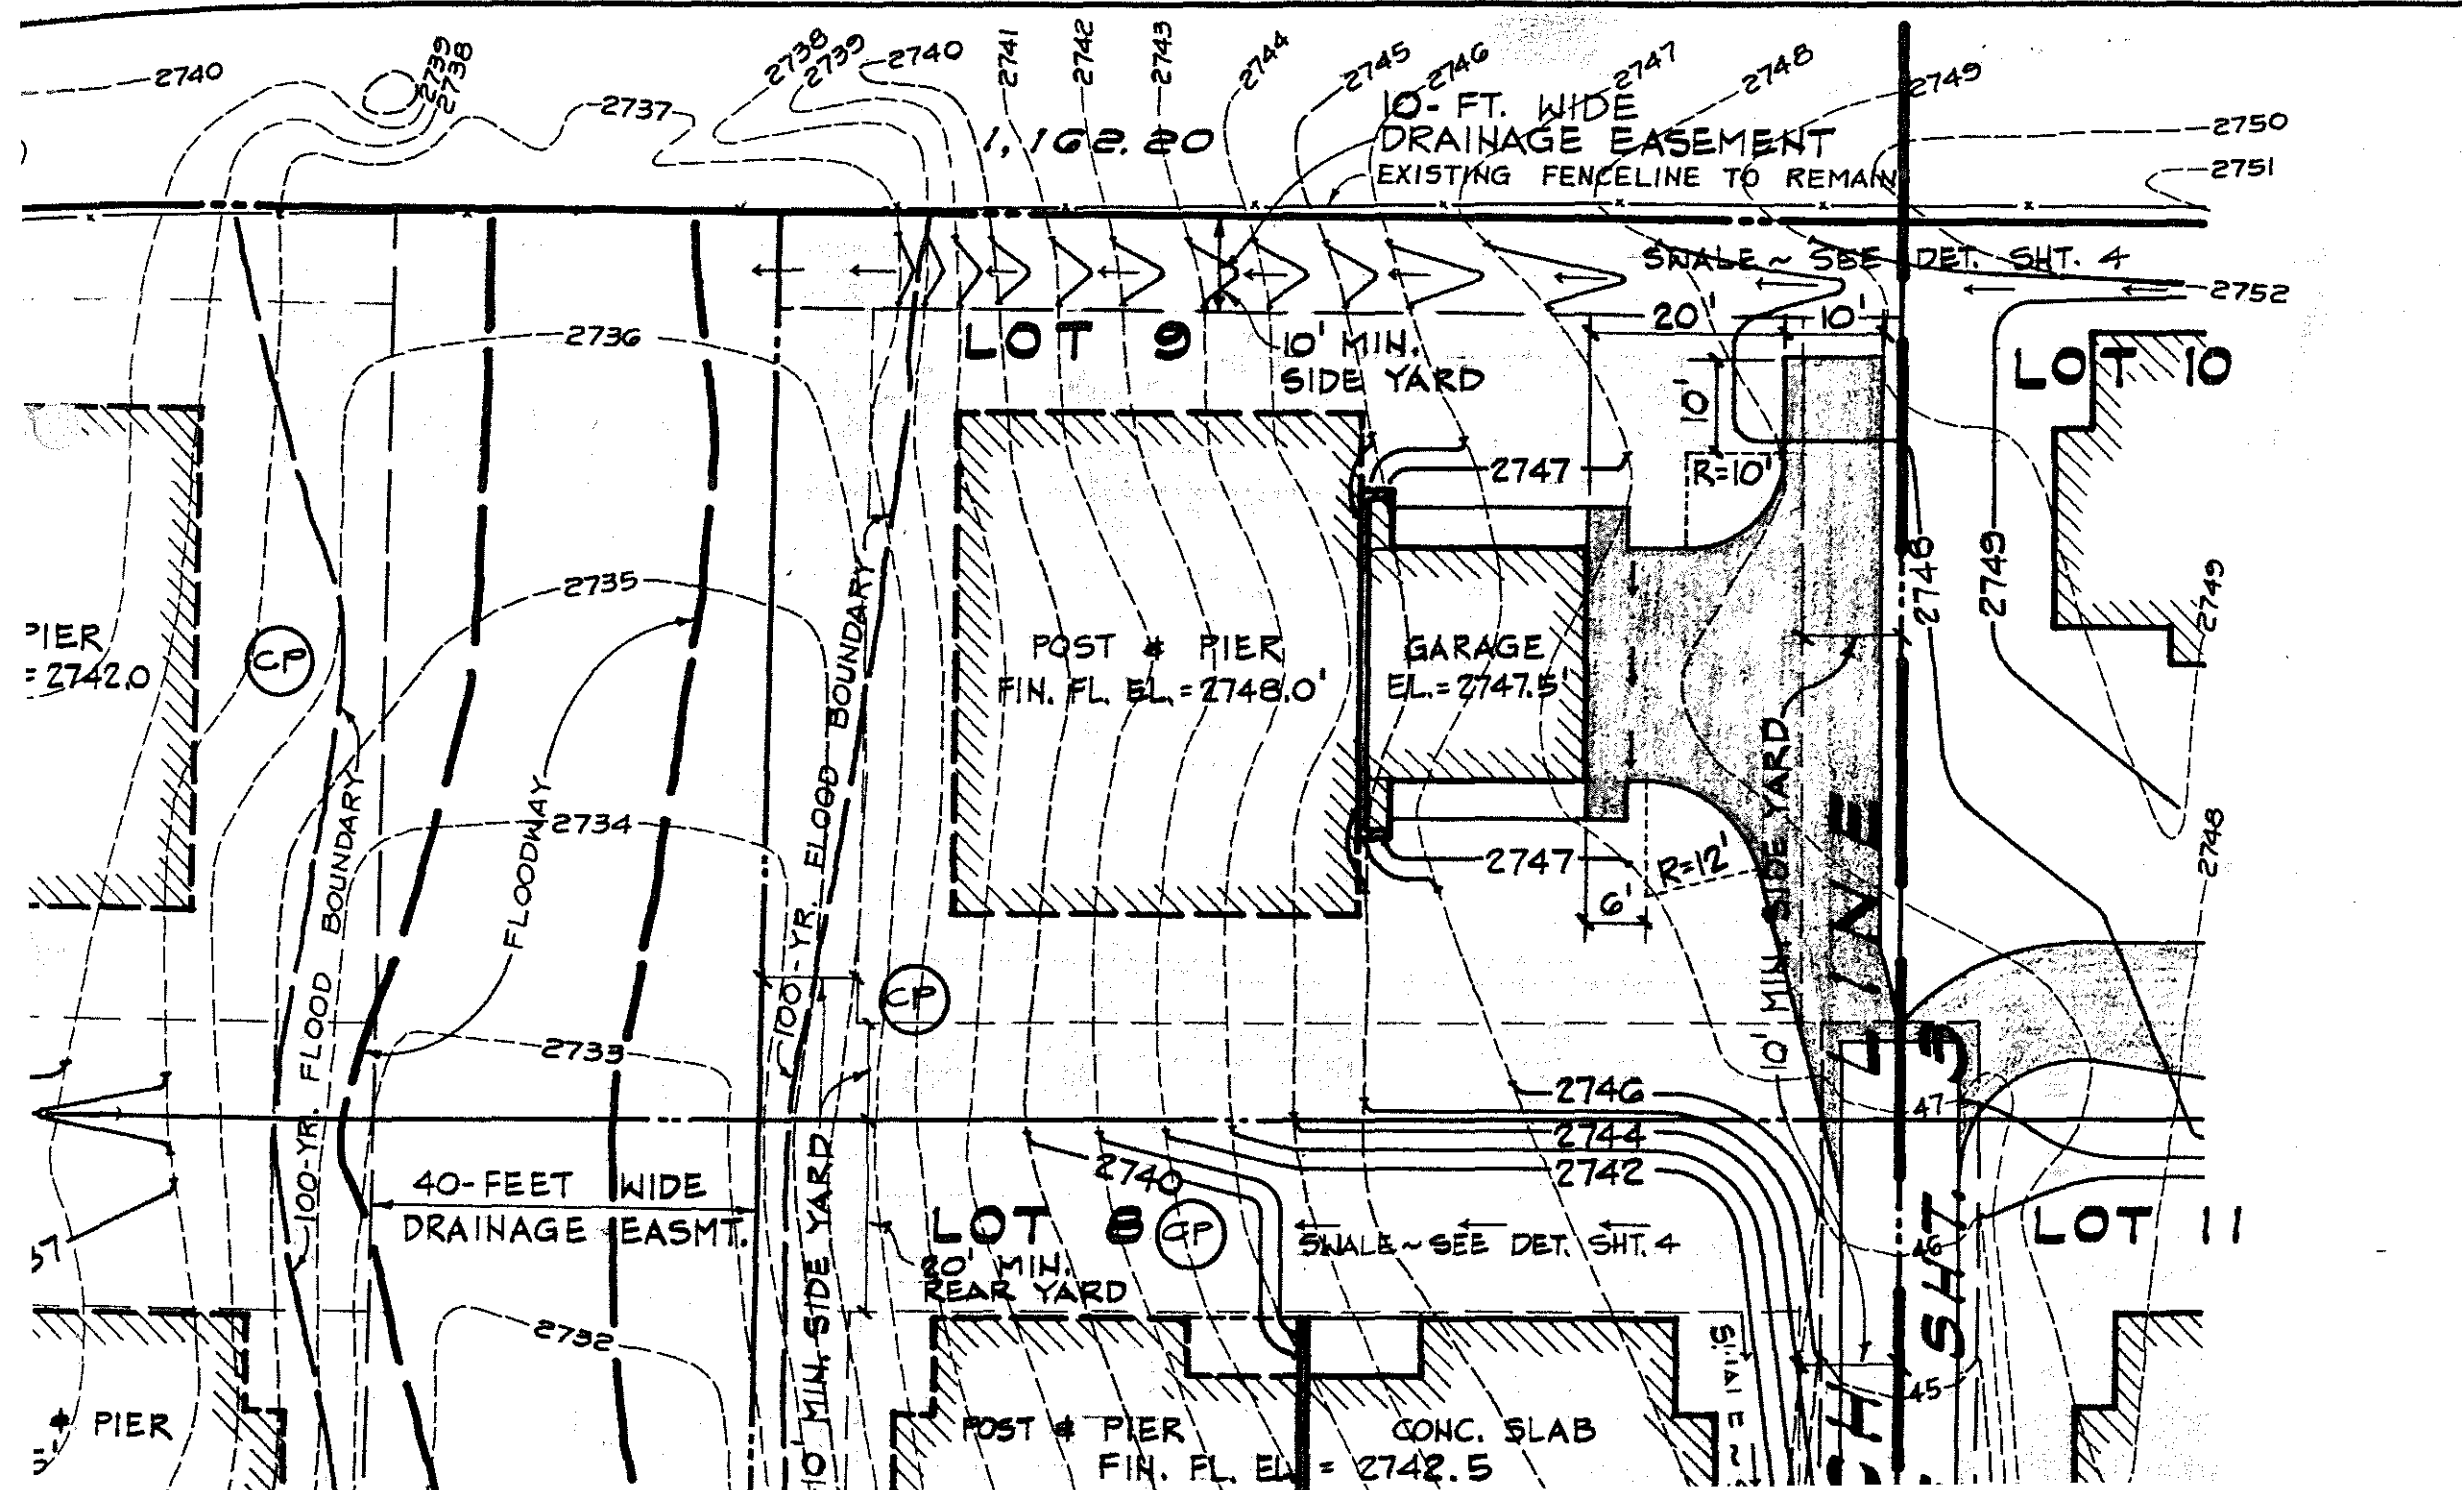 2740
2739
2738
2737
2738
2739
2740
2741
2742
2743
2744
2745
2746
2747
2748
2749
2750
2751
1,162.20
10-FT. WIDE
DRAINAGE EASEMENT
EXISTING FENCELINE TO REMAIN
SWALE ~ SEE DET. SHT. 4
2752
LOT 9
10' MIN.
SIDE YARD
20'
10'
10'
R=10'
LOT 10
2736
2747
2748
2749
2749
2735
PIER
= 2742.0
CP
POST & PIER
FIN. FL. EL. = 2748.0'
GARAGE
EL. = 2747.5'
10' MIN SIDE YARD
2734
FLOODWAY
100-YR. FLOOD BOUNDARY
100-YR. FLOOD BOUNDARY
2747
R=12'
6'
2748
LINE
CP
2733
2746
2744
2742
2740
47
46
45
40-FEET WIDE
DRAINAGE EASMT.
LOT 8
CP
20' MIN.
REAR YARD
SWALE ~ SEE DET. SHT. 4
LOT 11
10' MIN. SIDE YARD
2732
SHT.
& PIER
POST & PIER
CONC. SLAB
FIN. FL. EL. = 2742.5